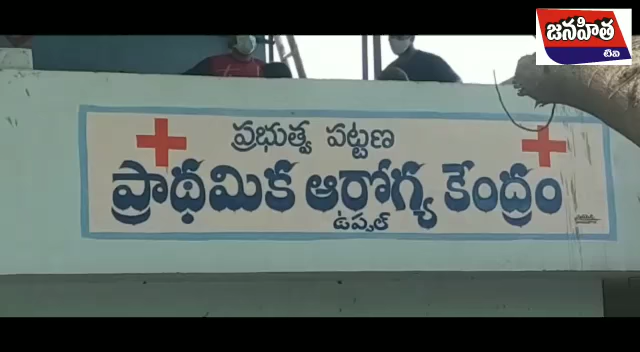 జనహిత
టివి
ప్రభుత్వ పట్టణ
ప్రాథమిక ఆరోగ్య కేంద్రం
ఉప్పల్